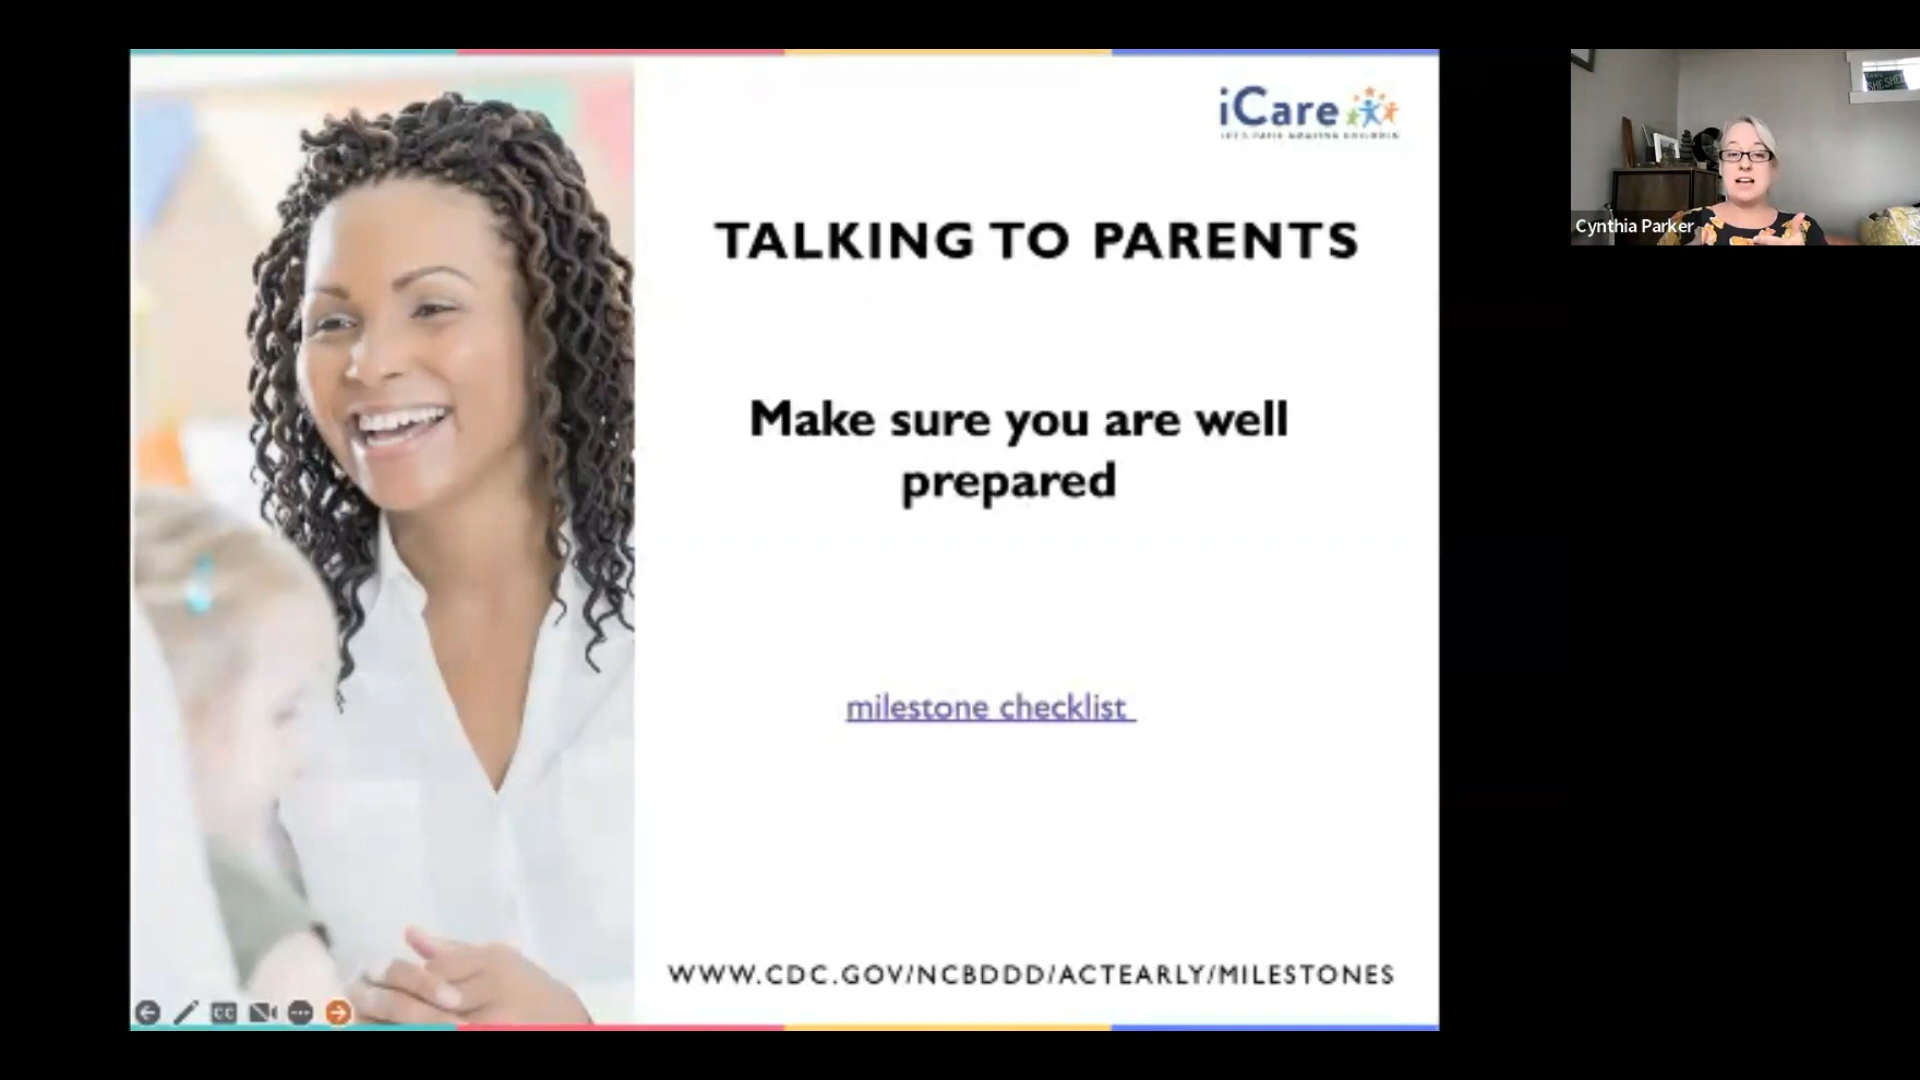 iCare
TALKING TO PARENTS
Make sure you are well
prepared
milestone checklist
WWW.CDC.GOV/NCBDDD/ACTEARLY/MILESTONES
CC
Cynthia Parker